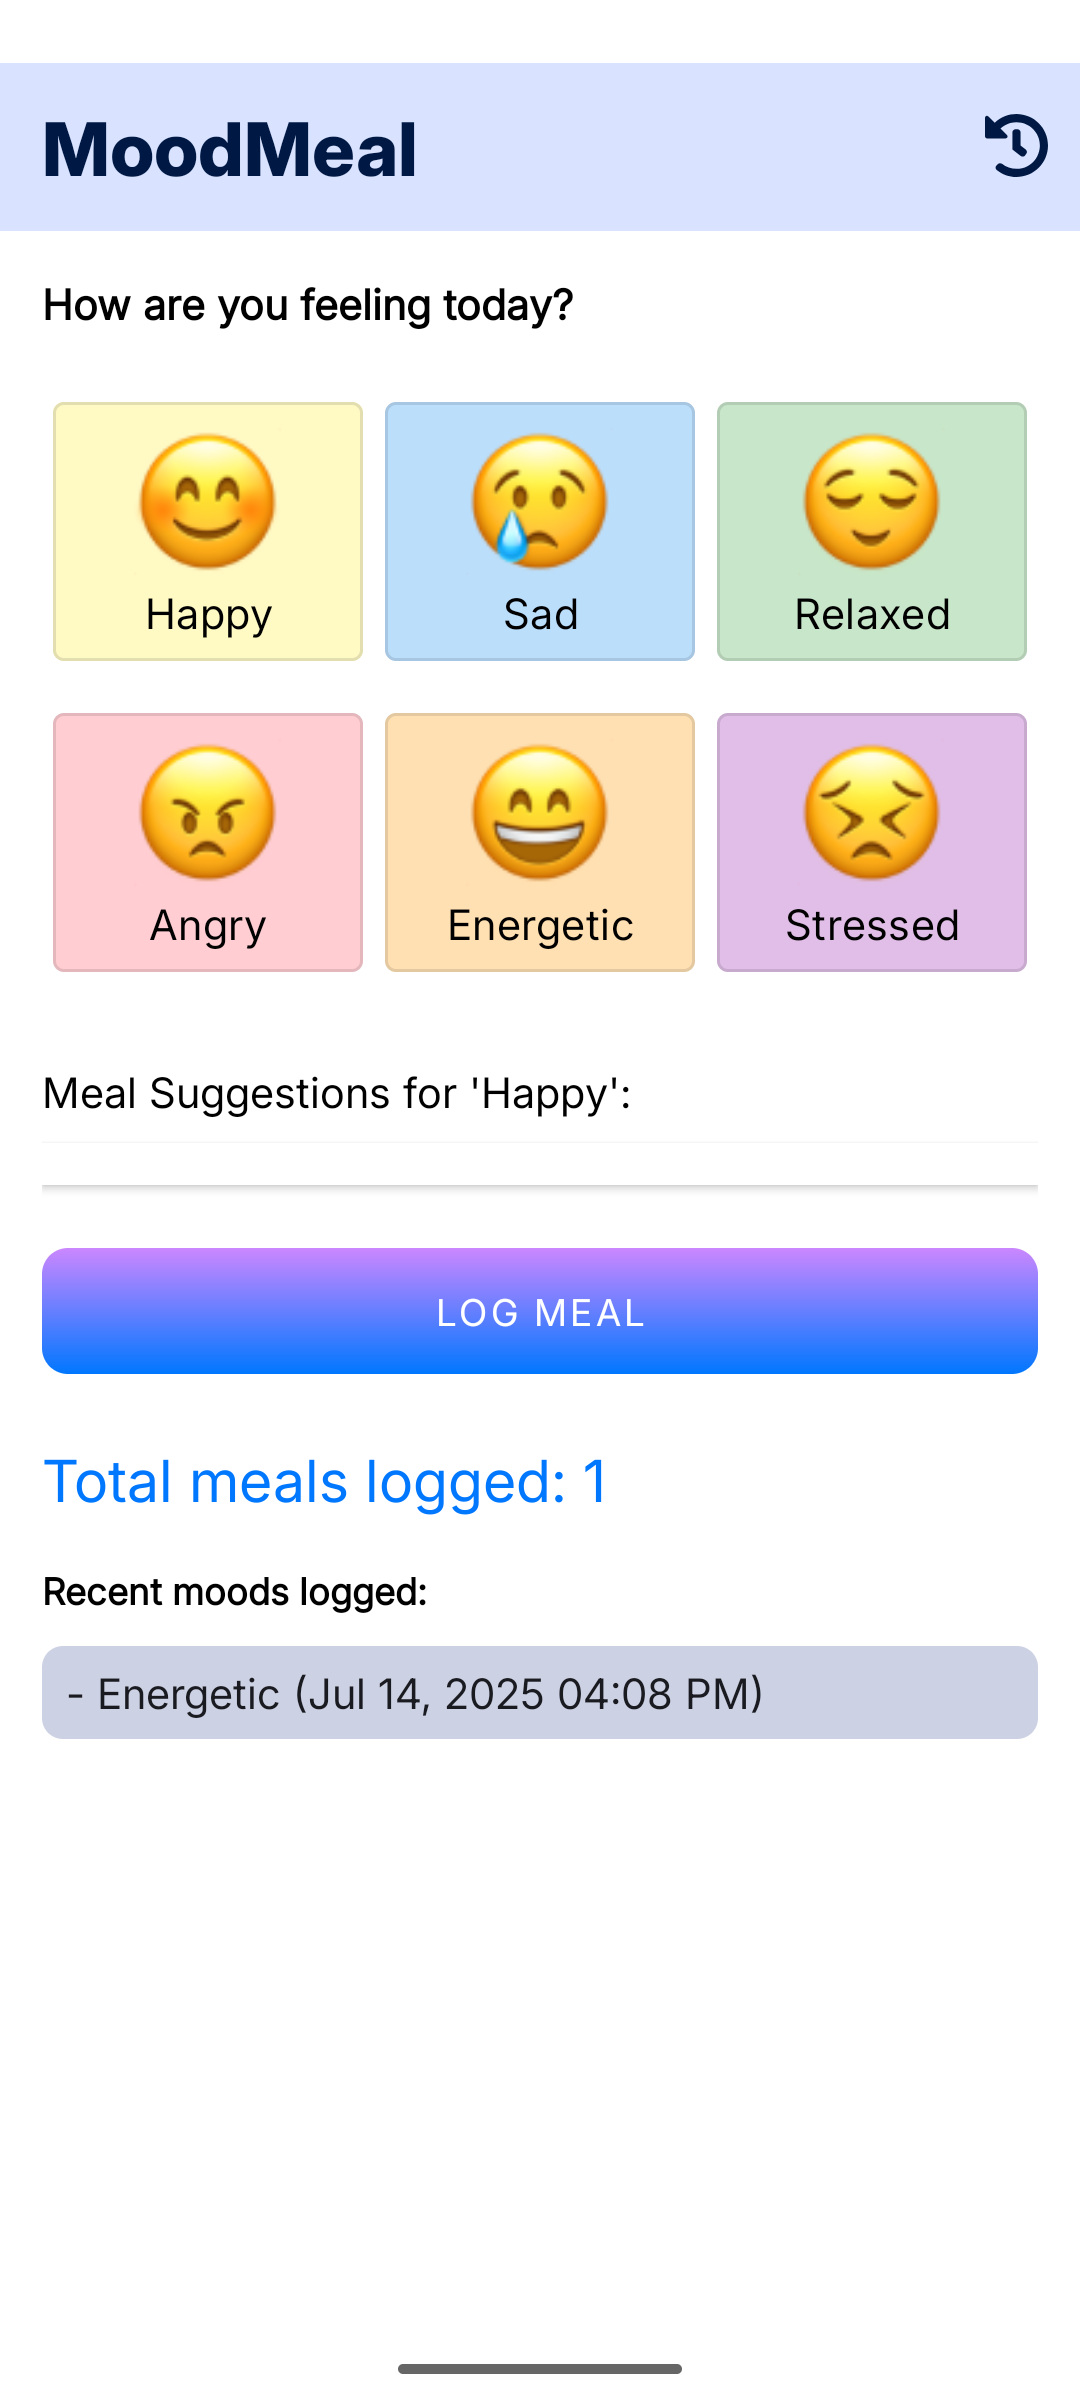 MoodMeal
How are you feeling today?
Happy
Sad
Relaxed
Angry
Energetic
Stressed
Meal Suggestions for 'Happy':
LOG MEAL
Total meals logged: 1
Recent moods logged:
- Energetic (Jul 14, 2025 04:08 PM)